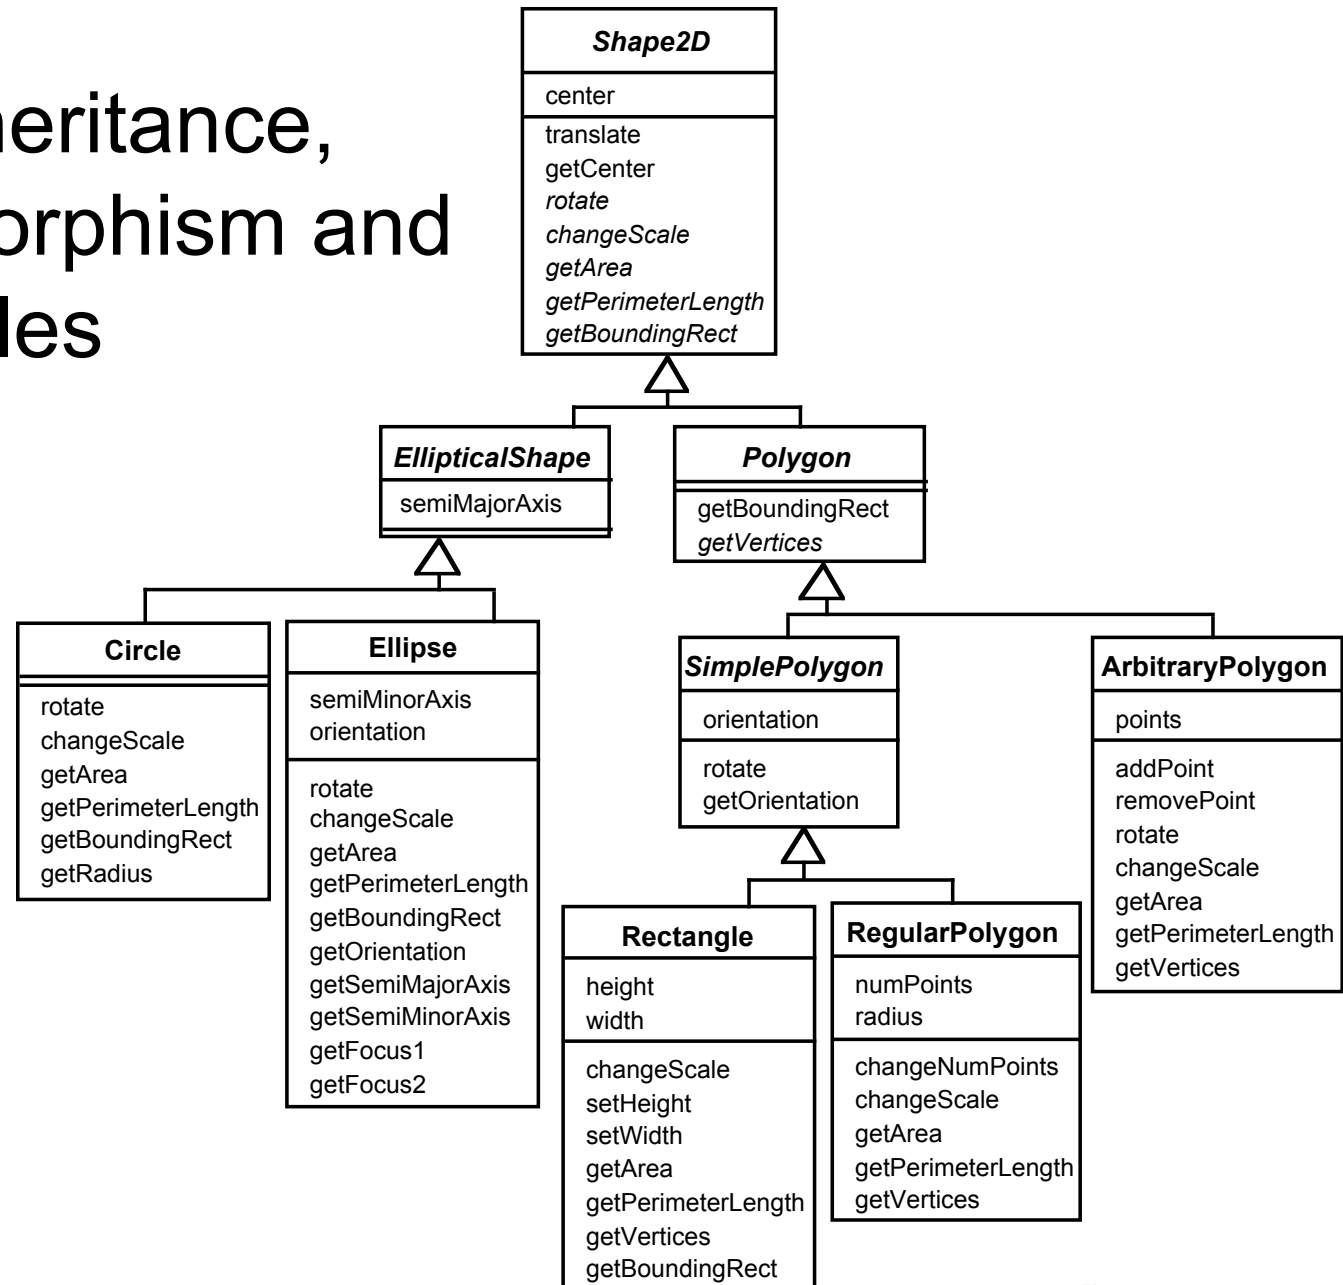 heritance,
orphism and
les
Shape2D
center
translate
getCenter
rotate
changeScale
getArea
getPerimeterLength
getBoundingRect
EllipticalShape
semiMajorAxis
Polygon
getBoundingRect
getVertices
Circle
rotate
changeScale
getArea
getPerimeterLength
getBoundingRect
getRadius
Ellipse
semiMinorAxis
orientation
rotate
changeScale
getArea
getPerimeterLength
getBoundingRect
getOrientation
getSemiMajorAxis
getSemiMinorAxis
getFocus1
getFocus2
SimplePolygon
orientation
rotate
getOrientation
ArbitraryPolygon
points
addPoint
removePoint
rotate
changeScale
getArea
getPerimeterLength
getVertices
Rectangle
height
width
changeScale
setHeight
setWidth
getArea
getPerimeterLength
getVertices
getBoundingRect
RegularPolygon
numPoints
radius
changeNumPoints
changeScale
getArea
getPerimeterLength
getVertices